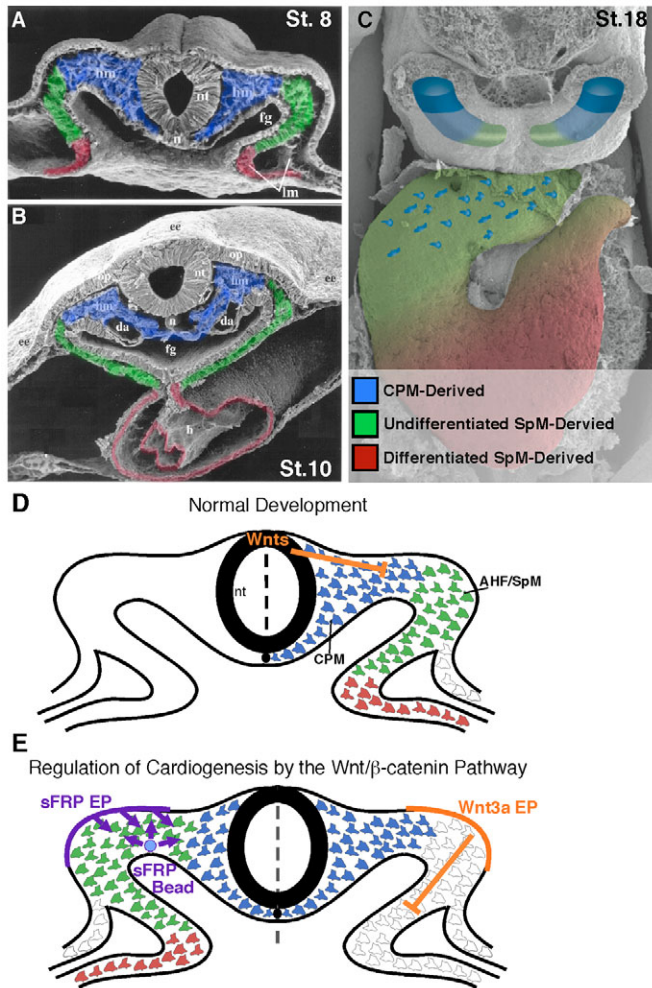 A
St. 8
hm
hm
nt
fg
n
lm
B
ee
op
nt
op
hm
ee
hm
da
n
da
ee
fg
h
St.10
C
St.18
CPM-Derived
Undifferentiated SpM-Dervied
Differentiated SpM-Derived
D
Normal Development
Wnts
AHF/SpM
nt
CPM
E
Regulation of Cardiogenesis by the Wnt/β-catenin Pathway
sFRP EP
Wnt3a EP
sFRP
Bead